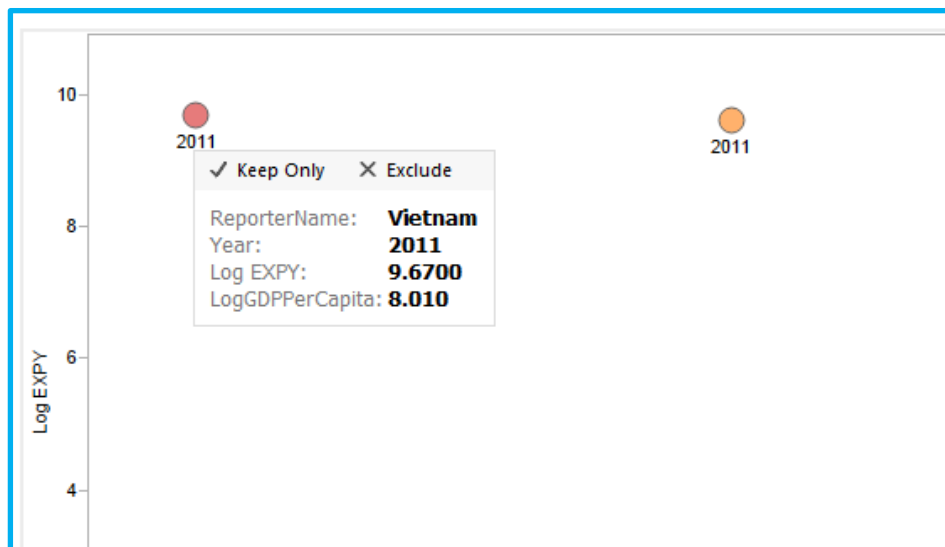 10
2011
2011
Keep Only Exclude
ReporterName: Vietnam
Year: 2011
Log EXPY: 9.6700
LogGDPPerCapita: 8.010
8
6
Log EXPY
4